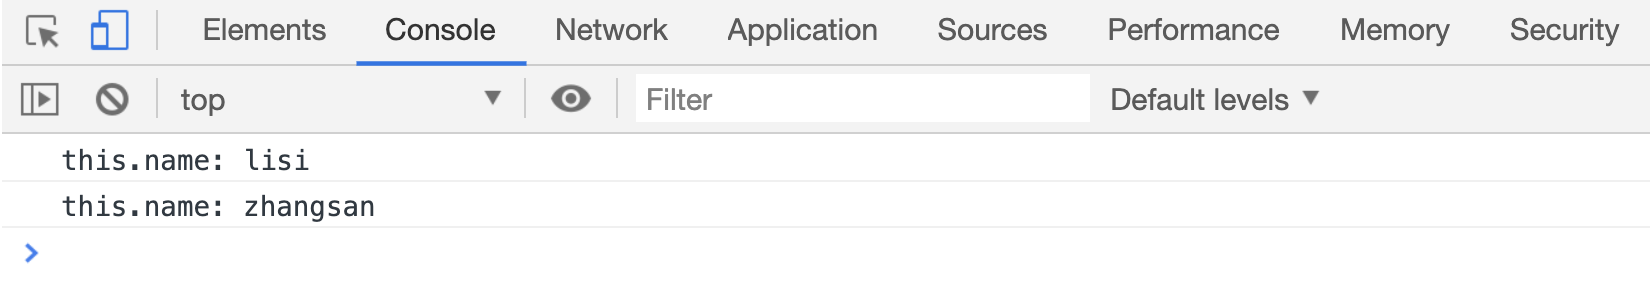 Elements Console Network Application Sources Performance Memory Security
top Filter Default levels
this.name: lisi
this.name: zhangsan